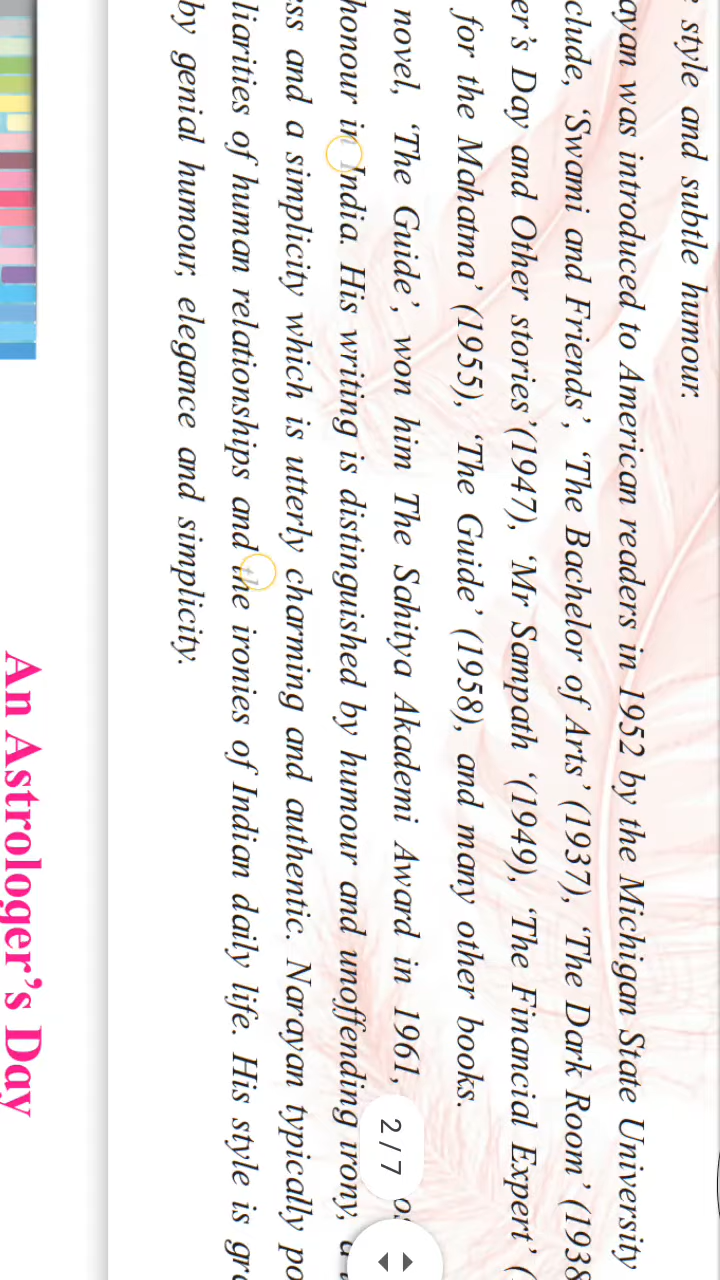 style and subtle humour.
ayan was introduced to American readers in 1952 by the Michigan State University
clude, ‘Swami and Friends’, ‘The Bachelor of Arts’ (1937), ‘The Dark Room’ (1938
er’s Day and Other stories’(1947), ‘Mr Sampath ‘(1949), ‘The Financial Expert’ (
for the Mahatma’ (1955), ‘The Guide’ (1958), and many other books.
novel, ‘The Guide’, won him The Sahitya Akademi Award in 1961,
honour in India. His writing is distinguished by humour and unoffending irony,
ess and a simplicity which is utterly charming and authentic. Narayan typically po
liarities of human relationships and the ironies of Indian daily life. His style is gra
by genial humour, elegance and simplicity.
An Astrologer’s Day
2/7